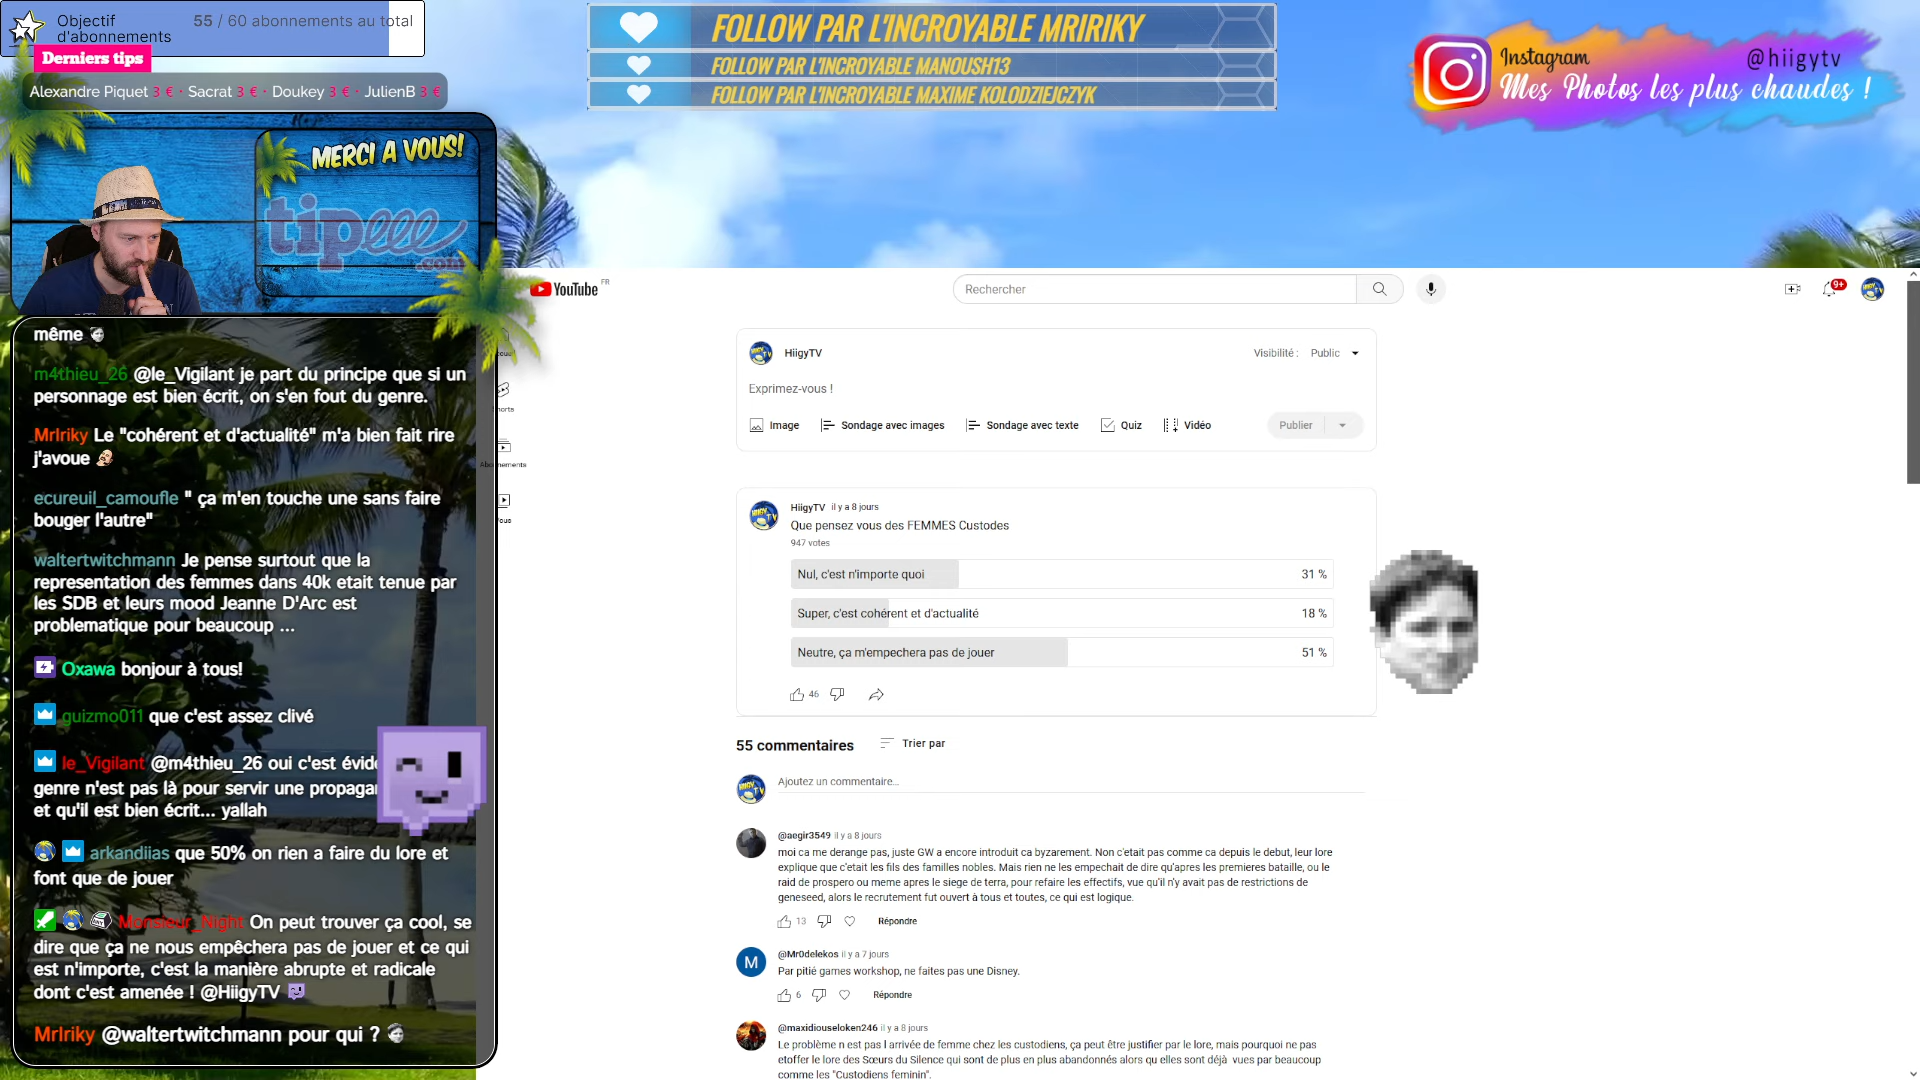 Objectif
d'abonnements
55 / 60 abonnements au total
Derniers tips
Alexandre Piquet 3 € · Sacrat 3 € · Doukey 3 € · JulienB 3 €
MERCI A VOUS!
tipeee
.com
FOLLOW PAR L'INCROYABLE MRIRIKY
FOLLOW PAR L'INCROYABLE MANOUSH13
FOLLOW PAR L'INCROYABLE MAXIME KOLODZIEJCZYK
Instagram
@hiigytv
Mes Photos les plus chaudes !
même
m4thieu_26 @le_Vigilant je part du principe que si un
personnage est bien écrit, on s'en fout du genre.
MrIriky Le "cohérent et d'actualité" m'a bien fait rire
j'avoue
ecureuil_camoufle " ça m'en touche une sans faire
bouger l'autre"
waltertwitchmann Je pense surtout que la
representation des femmes dans 40k etait tenue par
les SDB et leurs mood Jeanne D'Arc est
problematique pour beaucoup ...
Oxawa bonjour à tous!
guizmo011 que c'est assez clivé
le_Vigilant @m4thieu_26 oui c'est évide
genre n'est pas là pour servir une propagan
et qu'il est bien écrit... yallah
arkandiias que 50% on rien a faire du lore et
font que de jouer
Monsieur_Night On peut trouver ça cool, se
dire que ça ne nous empêchera pas de jouer et ce qui
est n'importe, c'est la manière abrupte et radicale
dont c'est amenée ! @HiigyTV
MrIriky @waltertwitchmann pour qui ?
YouTube FR
Rechercher
9+
HiigyTV
Visibilité : Public
Exprimez-vous !
Image
Sondage avec images
Sondage avec texte
Quiz
Vidéo
Publier
HiigyTV il y a 8 jours
Que pensez vous des FEMMES Custodes
947 votes
Nul, c'est n'importe quoi 31 %
Super, c'est cohérent et d'actualité 18 %
Neutre, ça m'empechera pas de jouer 51 %
46
55 commentaires
Trier par
Ajoutez un commentaire...
@aegir3549 il y a 8 jours
moi ca me derange pas, juste GW a encore introduit ca byzarement. Non c'etait pas comme ca depuis le debut, leur lore
explique que c'etait les fils des familles nobles. Mais rien ne les empechait de dire qu'apres les premieres bataille, ou le
raid de prospero ou meme apres le siege de terra, pour refaire les effectifs, vue qu'il n'y avait pas de restrictions de
geneseed, alors le recrutement fut ouvert à tous et toutes, ce qui est logique.
13
Répondre
M
@Mr0delekos il y a 7 jours
Par pitié games workshop, ne faites pas une Disney.
6
Répondre
@maxidiouseloken246 il y a 8 jours
Le problème n est pas l arrivée de femme chez les custodiens, ça peut être justifier par le lore, mais pourquoi ne pas
etoffer le lore des Sœurs du Silence qui sont de plus en plus abandonnés alors qu elles sont déjà vues par beaucoup
comme les "Custodiens feminin".